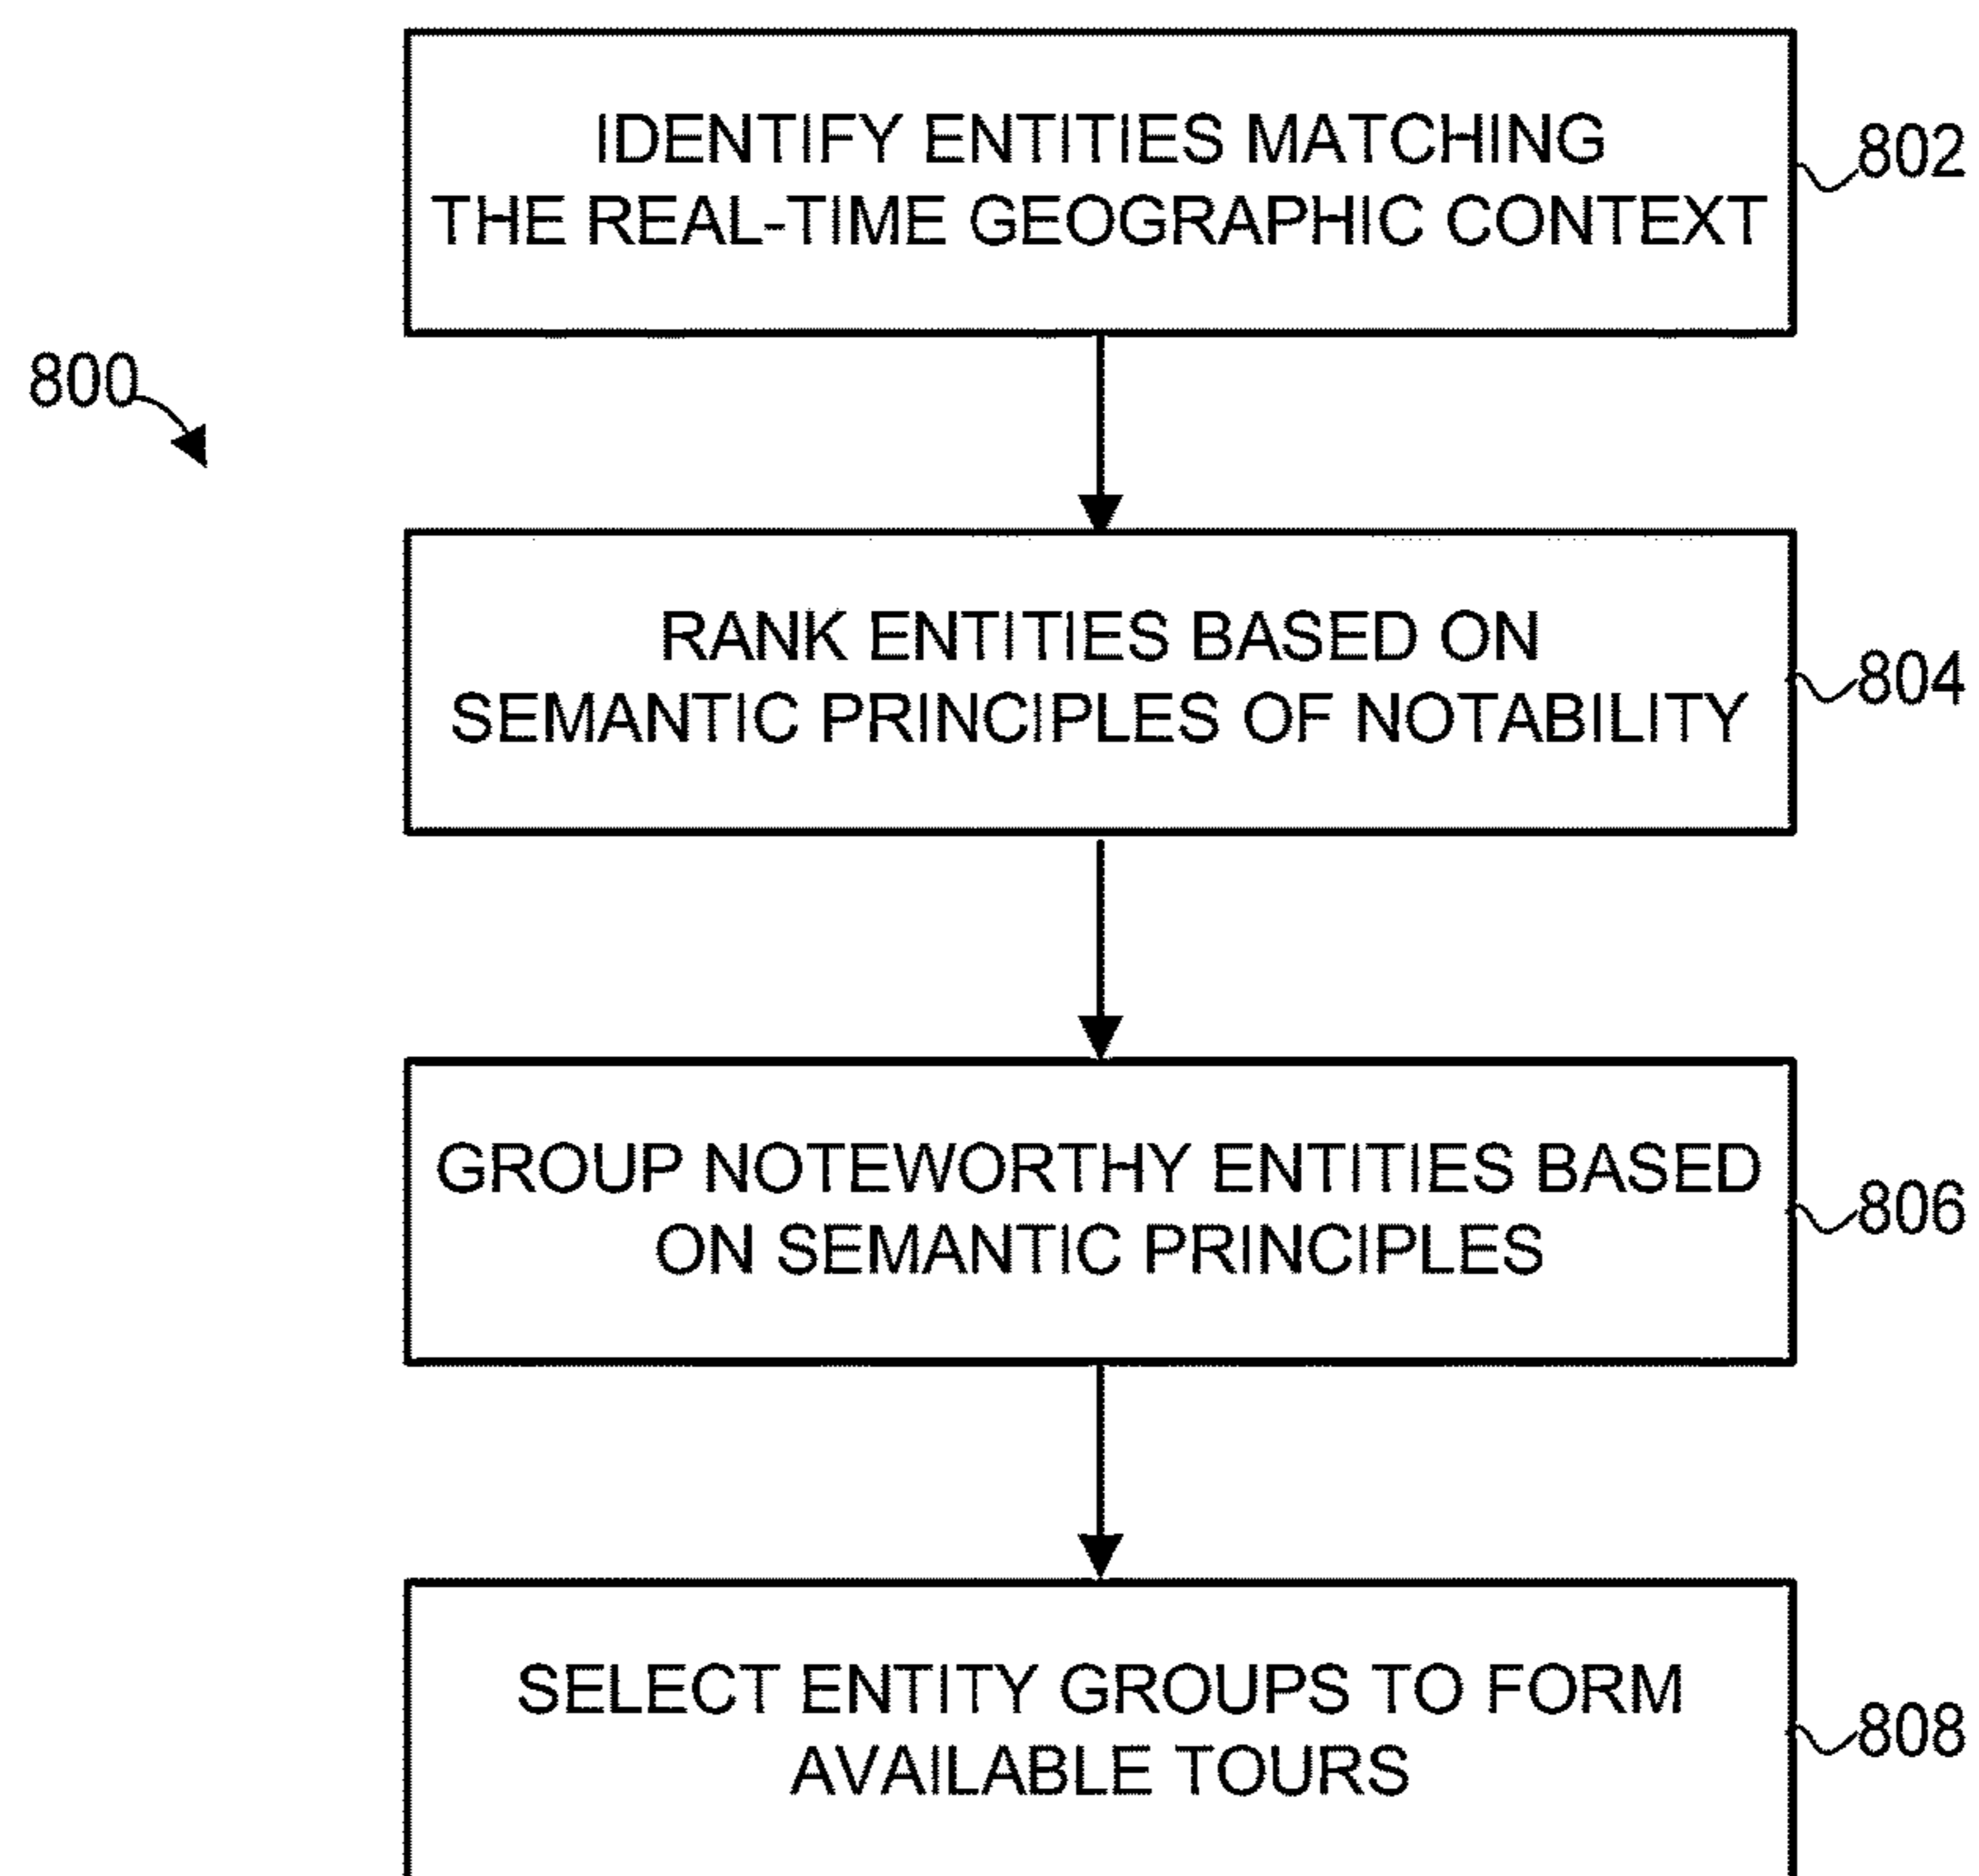 IDENTIFY ENTITIES MATCHING
THE REAL-TIME GEOGRAPHIC CONTEXT
802
800
RANK ENTITIES BASED ON
SEMANTIC PRINCIPLES OF NOTABILITY
804
GROUP NOTEWORTHY ENTITIES BASED
ON SEMANTIC PRINCIPLES
806
SELECT ENTITY GROUPS TO FORM
AVAILABLE TOURS
808